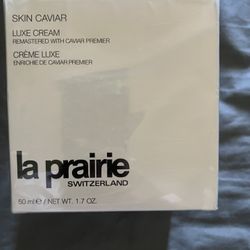 SKIN CAVIAR
LUXE CREAM
REMASTERED WITH CAVIAR PREMIER
CRÈME LUXE
ENRICHIE DE CAVIAR PREMIER
la prairie
SWITZERLAND
50 ml ℮ / NET WT. 1.7 OZ.